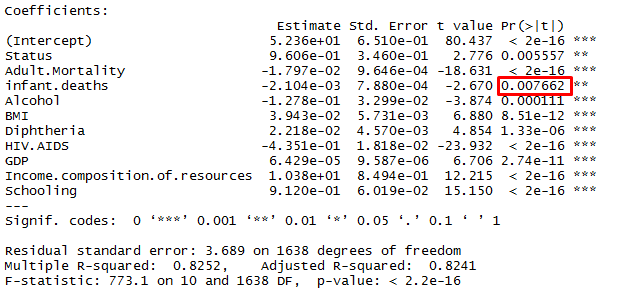 Coefficients:
                                  Estimate Std. Error t value Pr(>|t|)
(Intercept)                      5.236e+01  6.510e-01  80.437  < 2e-16 ***
Status                           9.606e-01  3.460e-01   2.776 0.005557 **
Adult.Mortality                 -1.797e-02  9.646e-04 -18.631  < 2e-16 ***
infant.deaths                   -2.104e-03  7.880e-04  -2.670 0.007662 **
Alcohol                         -1.278e-01  3.299e-02  -3.874 0.000111 ***
BMI                              3.943e-02  5.731e-03   6.880 8.51e-12 ***
Diphtheria                       2.218e-02  4.570e-03   4.854 1.33e-06 ***
HIV.AIDS                        -4.351e-01  1.818e-02 -23.932  < 2e-16 ***
GDP                              6.429e-05  9.587e-06   6.706 2.74e-11 ***
Income.composition.of.resources  1.038e+01  8.494e-01  12.215  < 2e-16 ***
Schooling                        9.120e-01  6.019e-02  15.150  < 2e-16 ***
---
Signif. codes:  0 ‘***’ 0.001 ‘**’ 0.01 ‘*’ 0.05 ‘.’ 0.1 ‘ ’ 1
Residual standard error: 3.689 on 1638 degrees of freedom
Multiple R-squared:  0.8252,    Adjusted R-squared:  0.8241
F-statistic: 773.1 on 10 and 1638 DF,  p-value: < 2.2e-16